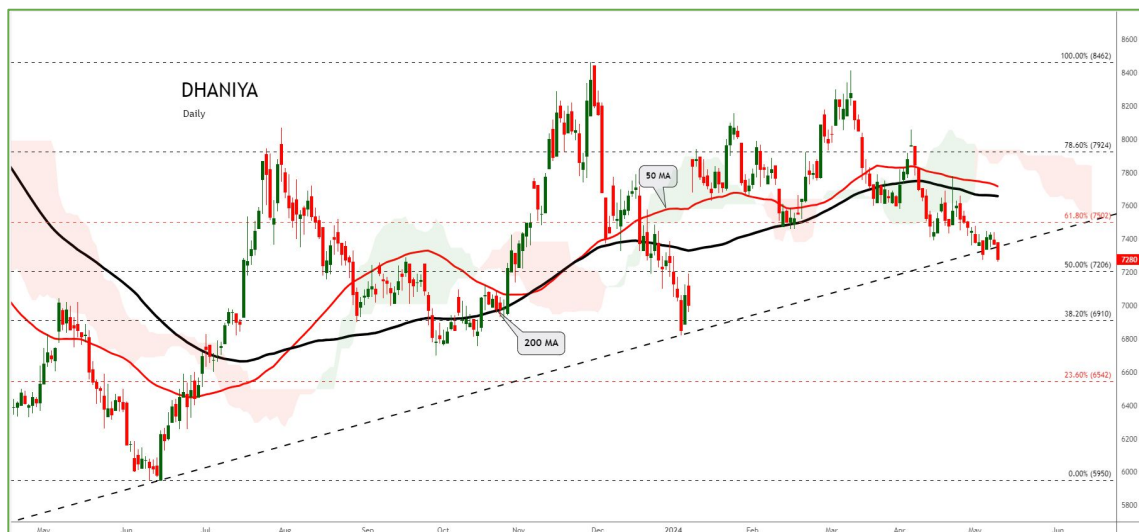 DHANIYA
Daily
50 MA
200 MA
100.00% (8462)
78.60% (7924)
61.80% (7502)
50.00% (7206)
38.20% (6910)
23.60% (6542)
0.00% (5950)
8600
8400
8200
8000
7800
7600
7400
7280
7000
6800
6600
6400
6200
6000
5800
May
Jun
Jul
Aug
Sep
Oct
Nov
Dec
2024
Feb
Mar
Apr
May
Jun